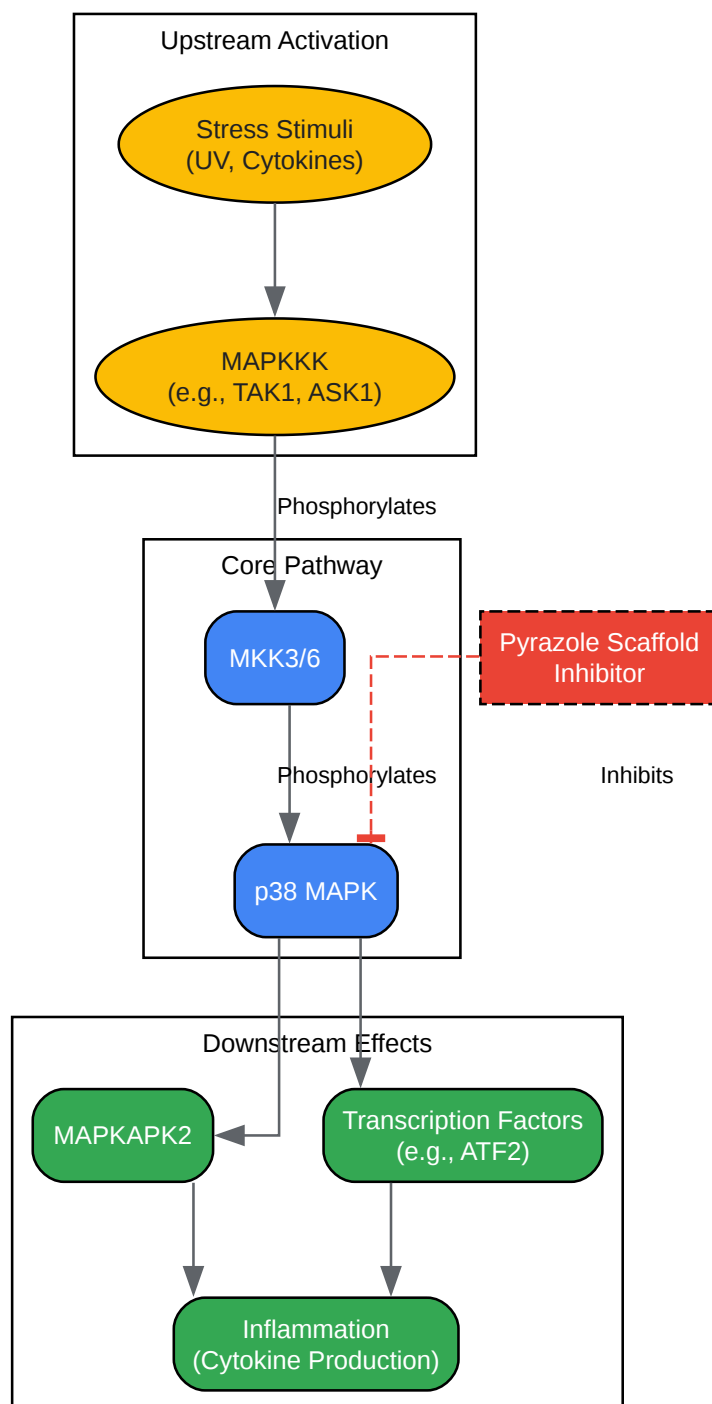 Upstream Activation
Stress Stimuli
(UV, Cytokines)
MAPKKK
(e.g., TAK1, ASK1)
Phosphorylates
Core Pathway
MKK3/6
Pyrazole Scaffold
Inhibitor
Phosphorylates
Inhibits
p38 MAPK
Downstream Effects
MAPKAPK2
Transcription Factors
(e.g., ATF2)
Inflammation
(Cytokine Production)